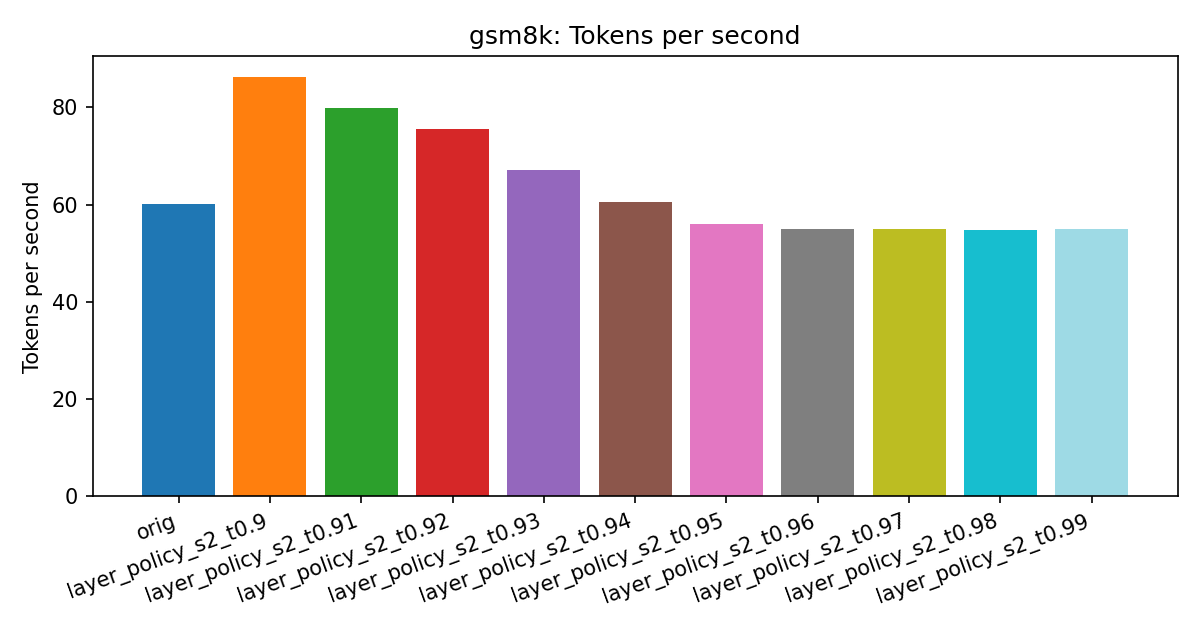 gsm8k: Tokens per second
Tokens per second
80
60
40
20
0
orig
layer_policy_s2_t0.9
layer_policy_s2_t0.91
layer_policy_s2_t0.92
layer_policy_s2_t0.93
layer_policy_s2_t0.94
layer_policy_s2_t0.95
layer_policy_s2_t0.96
layer_policy_s2_t0.97
layer_policy_s2_t0.98
layer_policy_s2_t0.99